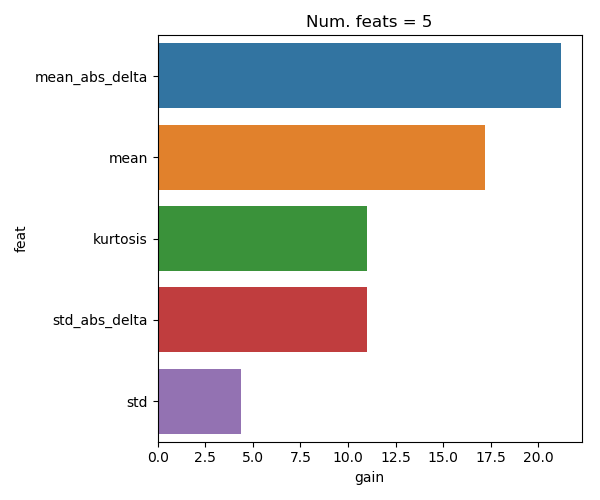 Num. feats = 5
mean_abs_delta
mean
kurtosis
std_abs_delta
std
feat
0.0 2.5 5.0 7.5 10.0 12.5 15.0 17.5 20.0
gain